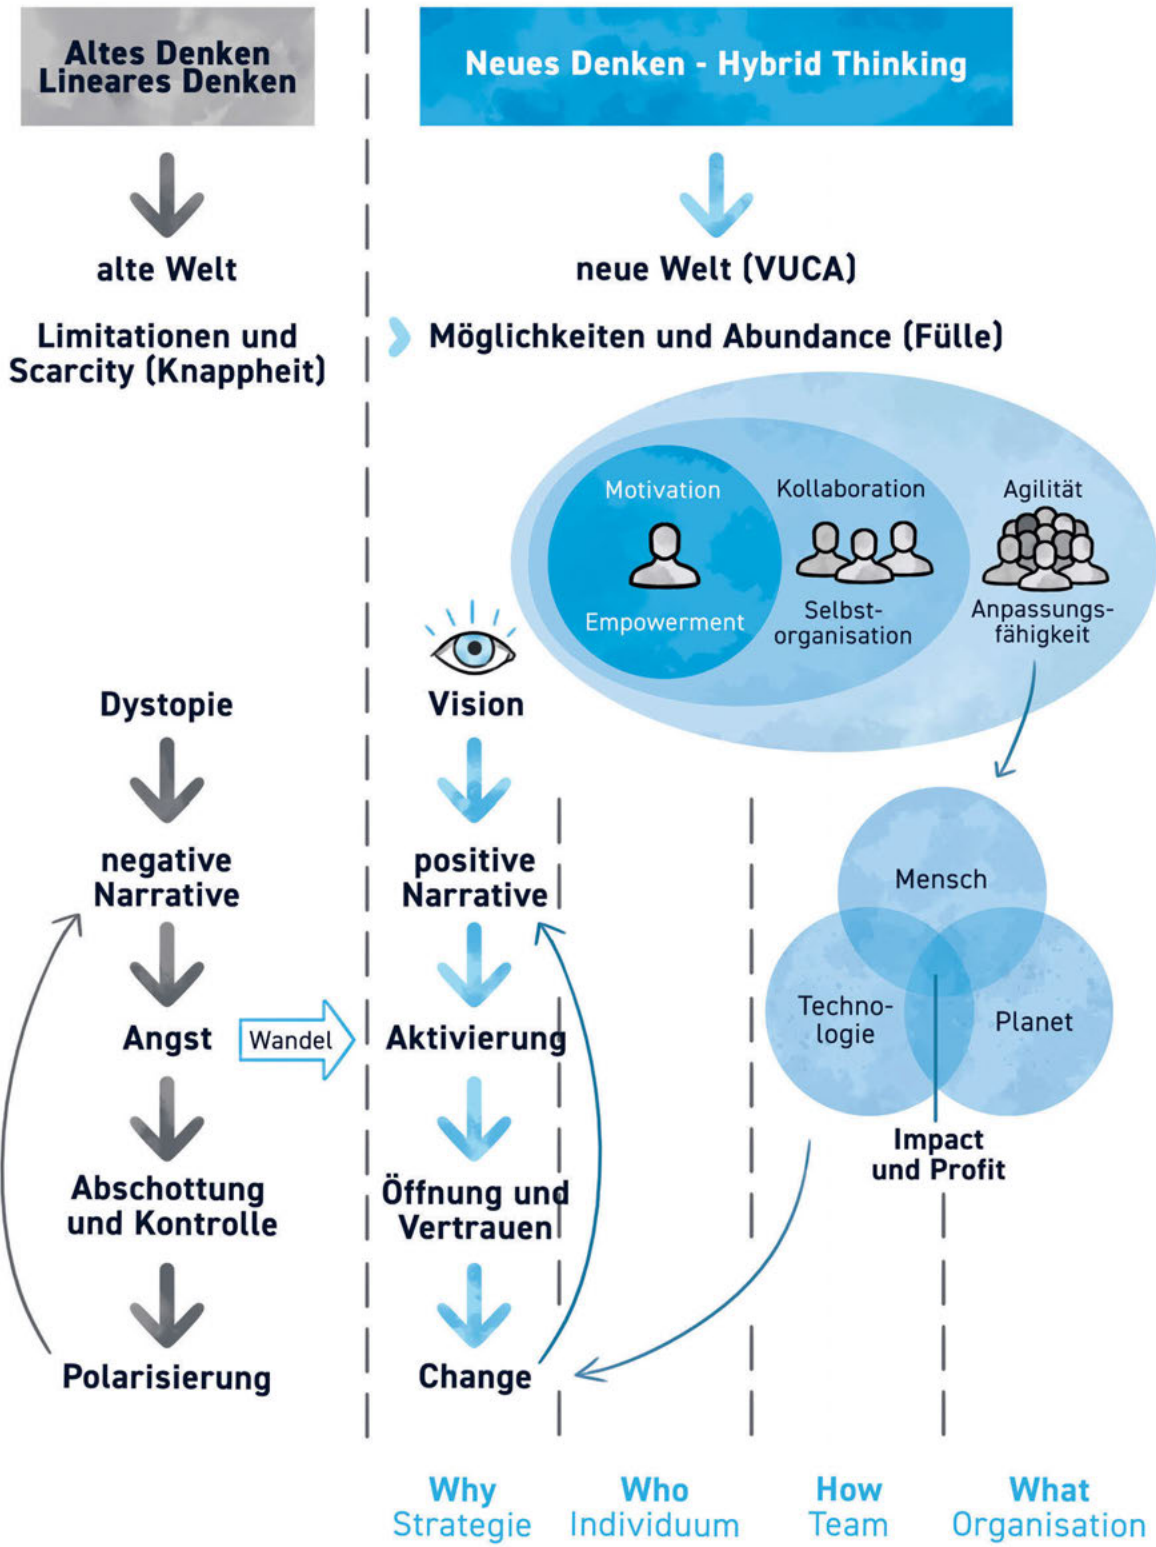 Altes Denken
Lineares Denken
Neues Denken - Hybrid Thinking
alte Welt
neue Welt (VUCA)
Limitationen und
Scarcity (Knappheit)
Möglichkeiten und Abundance (Fülle)
Motivation
Empowerment
Kollaboration
Selbst-
organisation
Agilität
Anpassungs-
fähigkeit
Dystopie
negative
Narrative
Angst
Wandel
Abschottung
und Kontrolle
Polarisierung
Vision
positive
Narrative
Aktivierung
Öffnung und
Vertrauen
Change
Mensch
Techno-
logie
Planet
Impact
und Profit
Why
Strategie
Who
Individuum
How
Team
What
Organisation